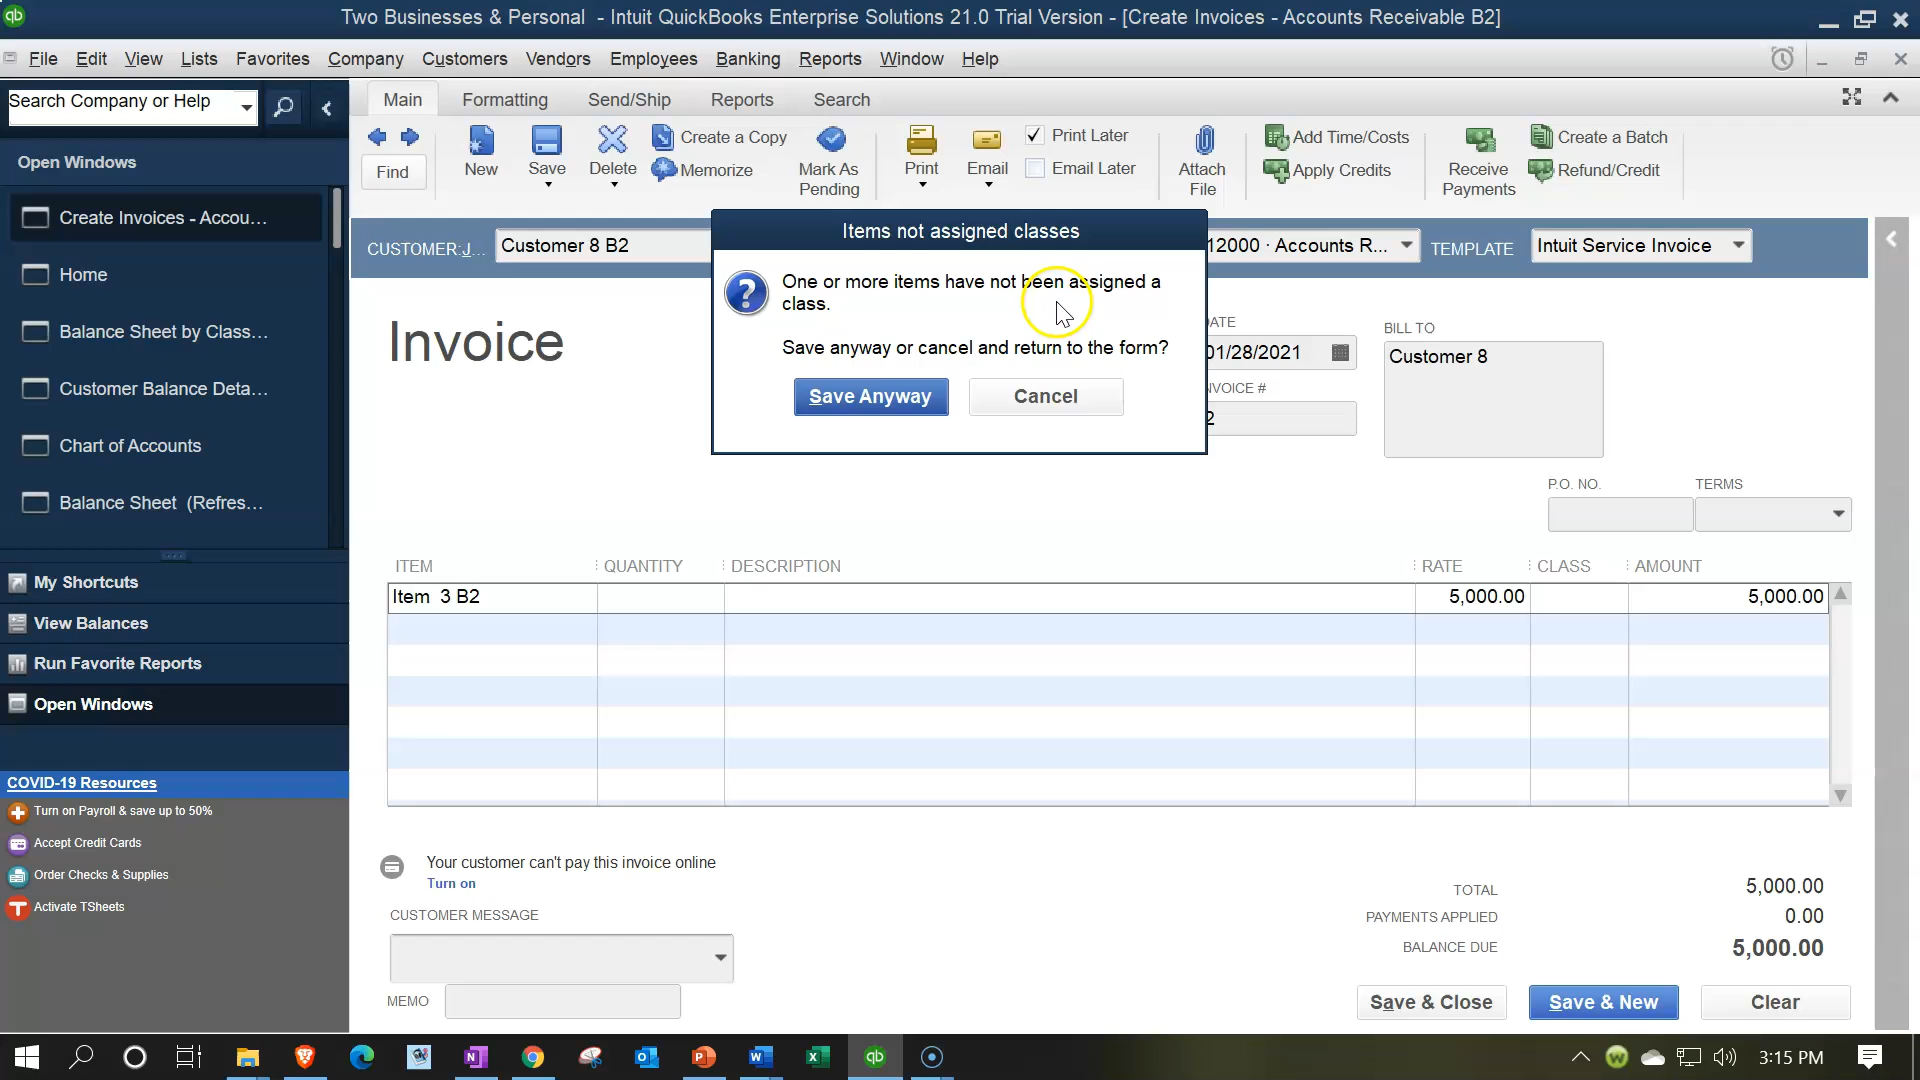 Two Businesses & Personal - Intuit QuickBooks Enterprise Solutions 21.0 Trial Version - [Create Invoices - Accounts Receivable B2]
File Edit View Lists Favorites Company Customers Vendors Employees Banking Reports Window Help
Search Company or Help
Main Formatting Send/Ship Reports Search
Find
New
Save
Delete
Create a Copy
Memorize
Mark As
Pending
Print
Email
Print Later
Email Later
Attach
File
Add Time/Costs
Apply Credits
Receive
Payments
Create a Batch
Refund/Credit
Open Windows
Create Invoices - Accou...
Home
Balance Sheet by Class...
Customer Balance Deta...
Chart of Accounts
Balance Sheet (Refres...
My Shortcuts
View Balances
Run Favorite Reports
Open Windows
COVID-19 Resources
Turn on Payroll & save up to 50%
Accept Credit Cards
Order Checks & Supplies
Activate TSheets
CUSTOMER:J... Customer 8 B2
12000 · Accounts R... TEMPLATE Intuit Service Invoice
Items not assigned classes
One or more items have not been assigned a
class.
Save anyway or cancel and return to the form?
Save Anyway Cancel
Invoice
ATE
01/28/2021
NVOICE #
2
BILL TO
Customer 8
P.O. NO. TERMS
ITEM QUANTITY DESCRIPTION RATE CLASS AMOUNT
Item 3 B2 5,000.00 5,000.00
Your customer can't pay this invoice online
Turn on
CUSTOMER MESSAGE
MEMO
TOTAL 5,000.00
PAYMENTS APPLIED 0.00
BALANCE DUE 5,000.00
Save & Close Save & New Clear
3:15 PM